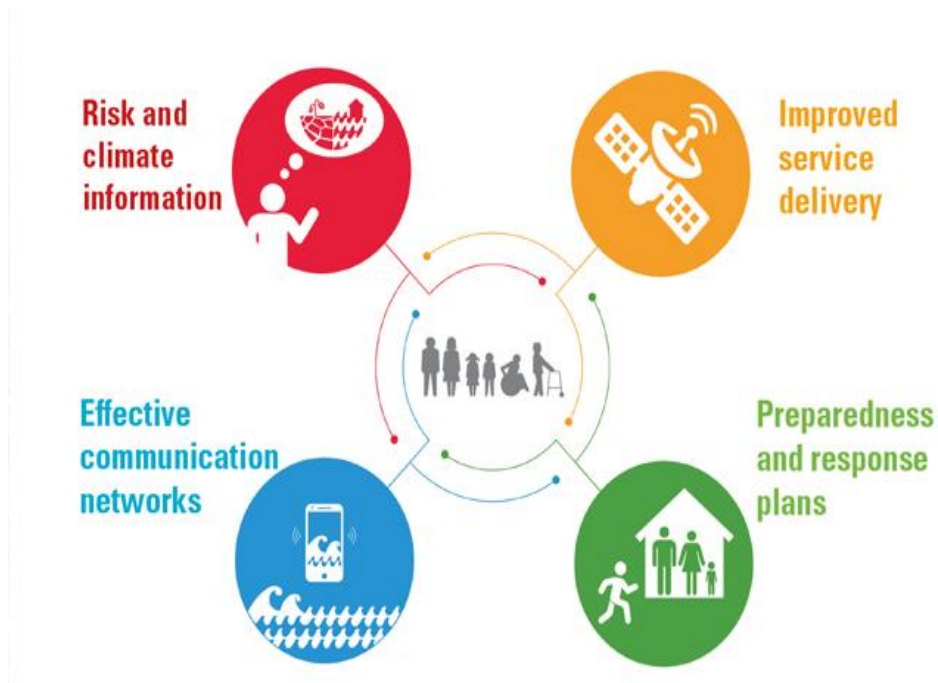 Risk and
climate
information
Improved
service
delivery
Effective
communication
networks
Preparedness
and response
plans